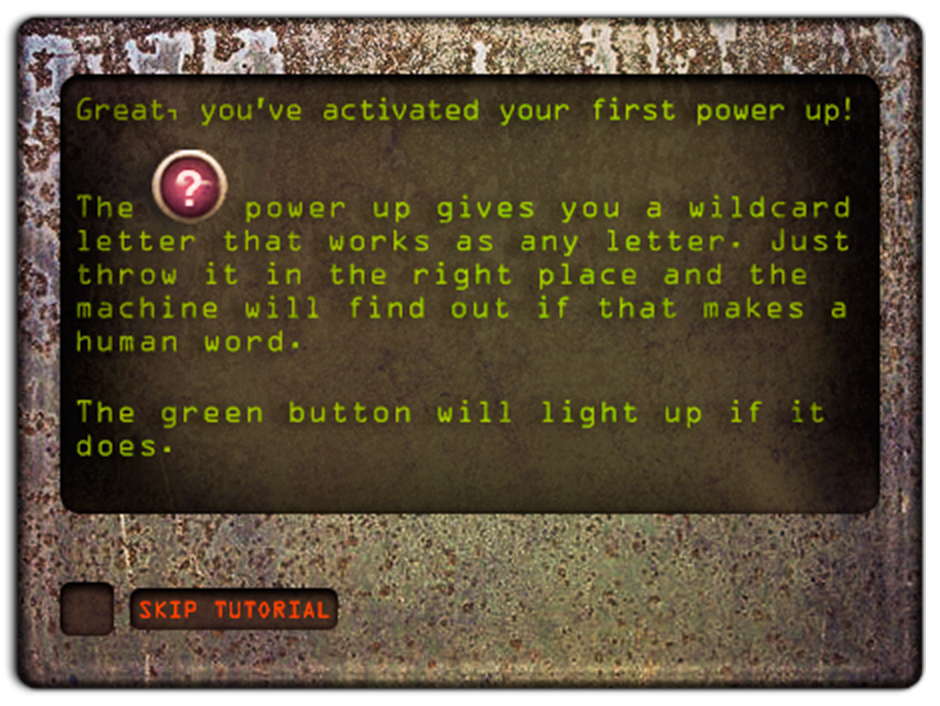 Great, you've activated your first power up!
?
The power up gives you a wildcard
letter that works as any letter. Just
throw it in the right place and the
machine will find out if that makes a
human word.
The green button will light up if it
does.
SKIP TUTORIAL